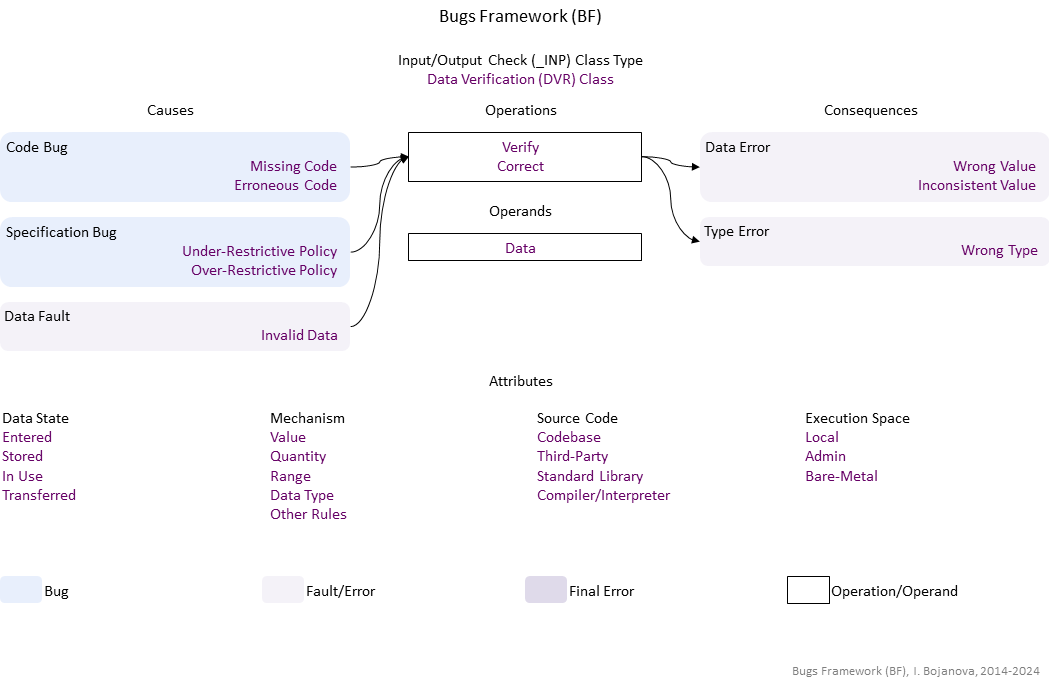 Bugs Framework (BF)
Input/Output Check (_INP) Class Type
Data Verification (DVR) Class
Causes
Operations
Consequences
Code Bug
Missing Code
Erroneous Code
Specification Bug
Under-Restrictive Policy
Over-Restrictive Policy
Data Fault
Invalid Data
Verify
Correct
Operands
Data
Data Error
Wrong Value
Inconsistent Value
Type Error
Wrong Type
Attributes
Data State
Entered
Stored
In Use
Transferred
Mechanism
Value
Quantity
Range
Data Type
Other Rules
Source Code
Codebase
Third-Party
Standard Library
Compiler/Interpreter
Execution Space
Local
Admin
Bare-Metal
Bug
Fault/Error
Final Error
Operation/Operand
Bugs Framework (BF), I. Bojanova, 2014-2024